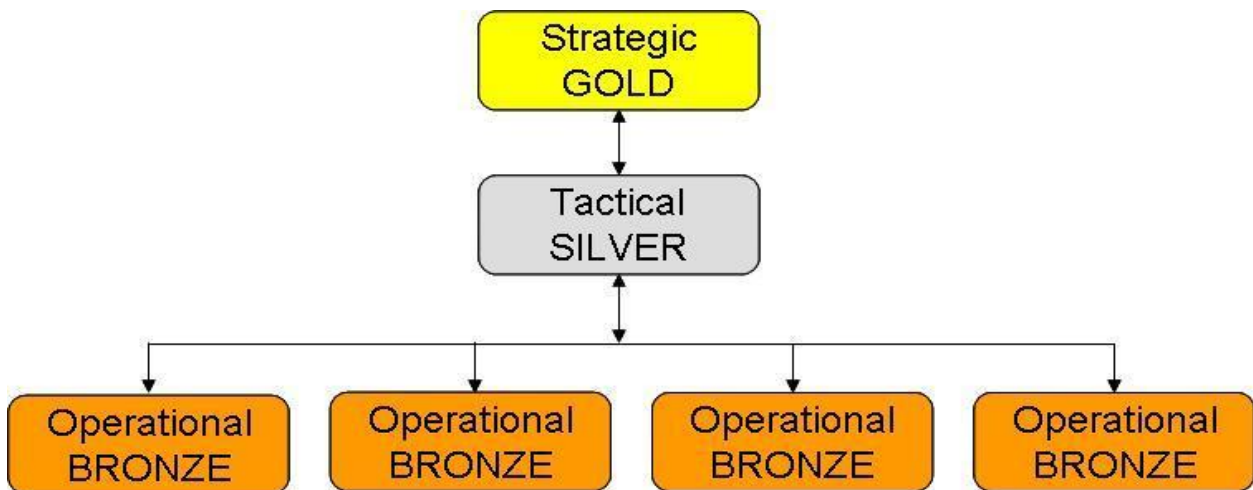 Strategic
GOLD
Tactical
SILVER
Operational
BRONZE
Operational
BRONZE
Operational
BRONZE
Operational
BRONZE